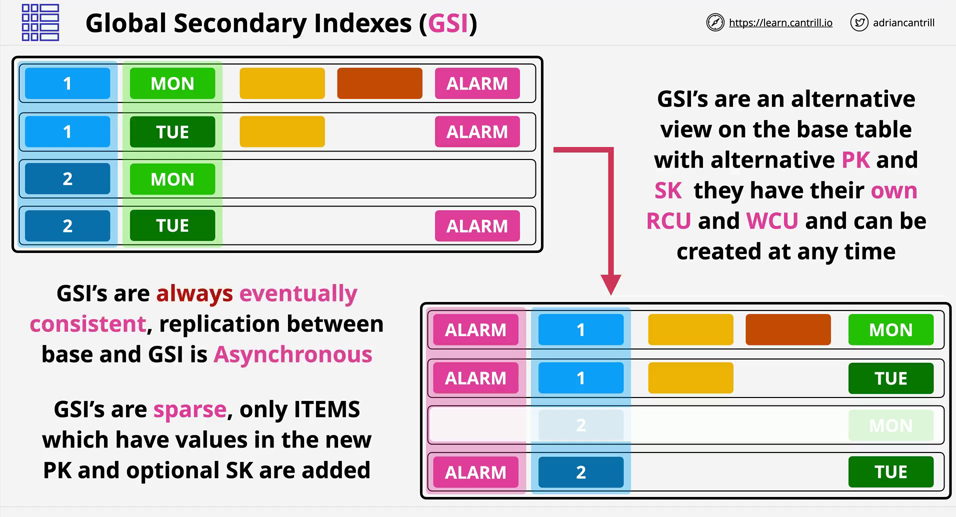 Global Secondary Indexes (GSI)
https://learn.cantrill.io
adriancantrill
1 MON ALARM
1 TUE ALARM
2 MON
2 TUE ALARM
GSI's are an alternative
view on the base table
with alternative PK and
SK they have their own
RCU and WCU and can be
created at any time
GSI's are always eventually
consistent, replication between
base and GSI is Asynchronous
GSI's are sparse, only ITEMS
which have values in the new
PK and optional SK are added
ALARM 1 MON
ALARM 1 TUE
2 MON
ALARM 2 TUE